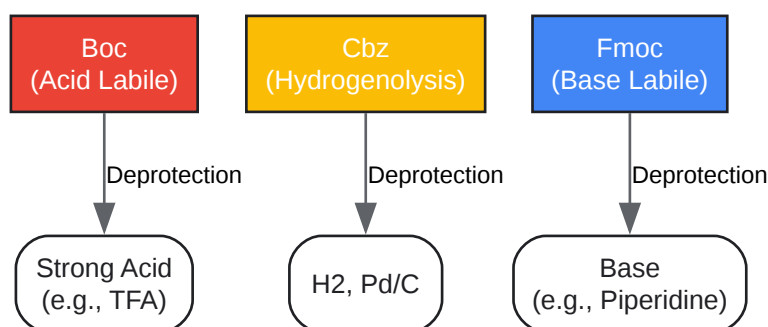 Boc
(Acid Labile)
Cbz
(Hydrogenolysis)
Fmoc
(Base Labile)
Deprotection
Deprotection
Deprotection
Strong Acid
(e.g., TFA)
H2, Pd/C
Base
(e.g., Piperidine)